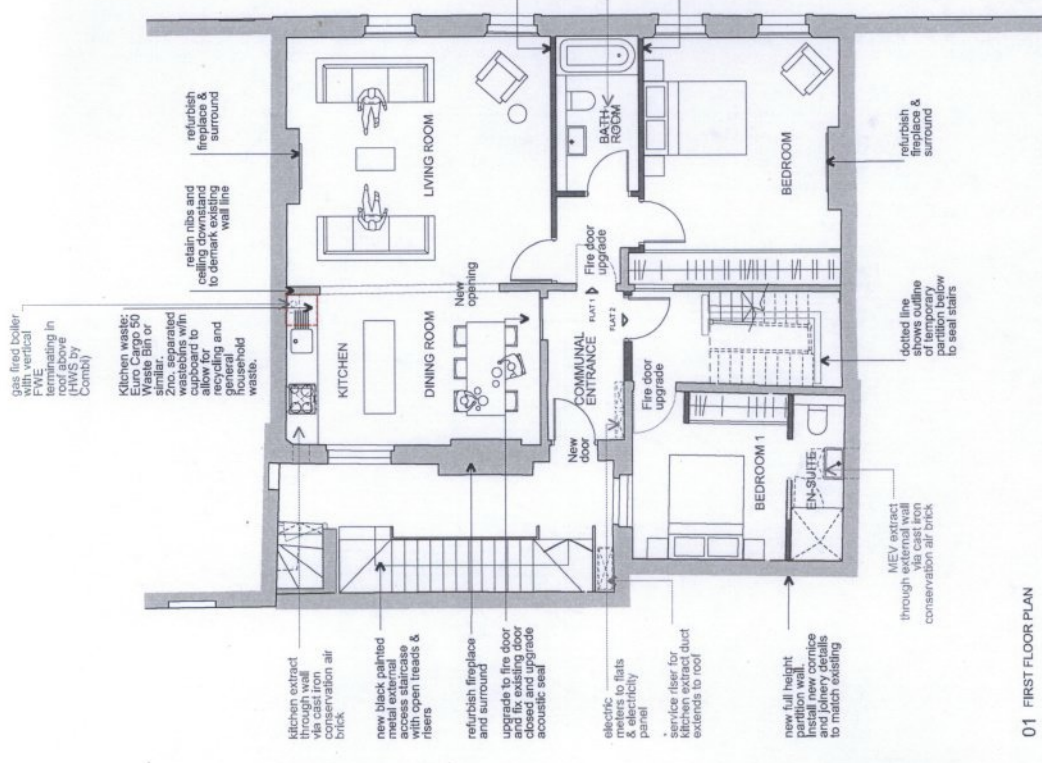 gas fired boiler
with vertical
FWE
terminating in
roof above
(HWS by
Combi)
Kitchen waste:
Euro Cargo 50
Waste Bin or
similar.
2no. separated
wastebins w/in
cupboard to
allow for
recycling and
general
household
waste.
retain nibs and
ceiling downstand
to demark existing
wall line
refurbish
fireplace &
surround
kitchen extract
through wall
via cast iron
conservation air
brick
new black painted
metal external
access staircase
with open treads &
risers
refurbish fireplace
and surround
upgrade to fire door
and fix existing door
closed and upgrade
acoustic seal
electric
meters to flats
& electricity
panel
*service riser for
kitchen extract duct
extends to roof
new full height
partition wall.
Install new cornice
and joinery details
to match existing
KITCHEN
DINING ROOM
LIVING ROOM
New
opening
COMMUNAL
ENTRANCE
New
door
FLAT 1
FLAT 2
Fire door
upgrade
BATH
ROOM
Fire door
upgrade
BEDROOM 1
EN-SUITE
BEDROOM
MEV extract
through external wall
via cast iron
conservation air brick
dotted line
shows outline
of temporary
partition below
to seal stairs
refurbish
fireplace &
surround
01 FIRST FLOOR PLAN